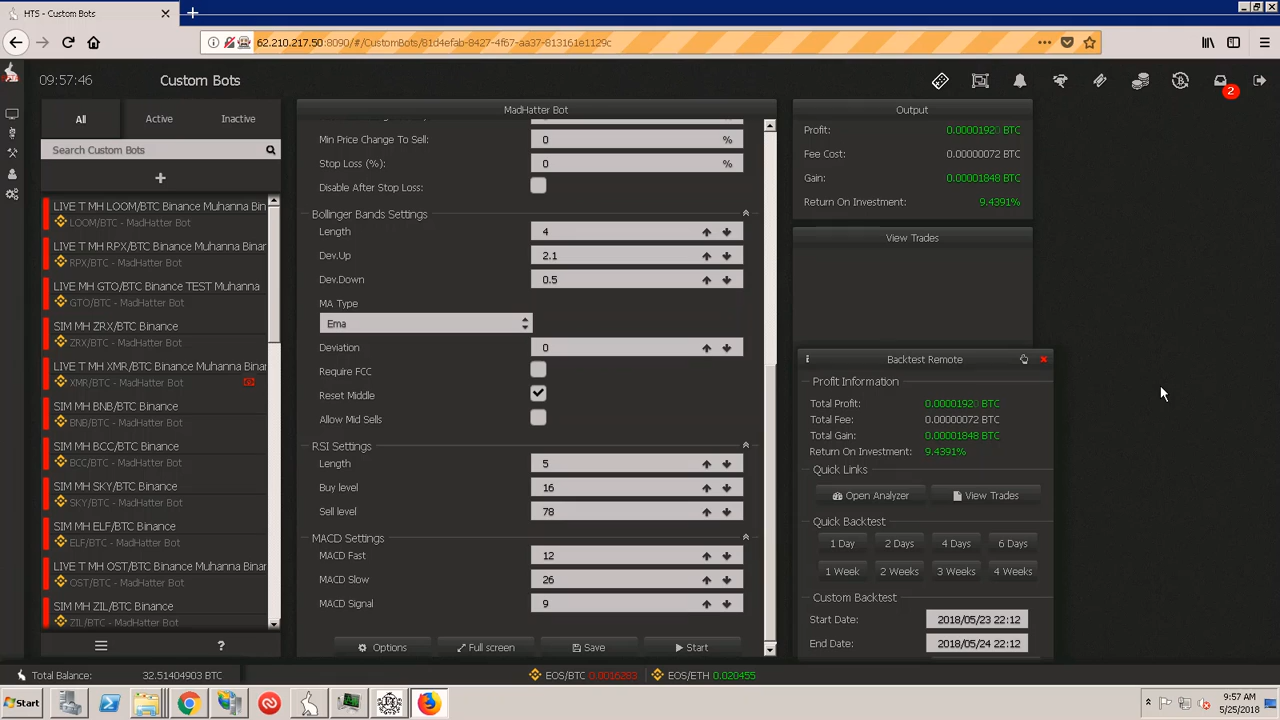 HTS - Custom Bots
62.210.217.50:8090/#/CustomBots/81d4efab-8427-4f67-aa37-813161e1129c
09:57:46
Custom Bots
2
All
Active
Inactive
Search Custom Bots
LIVE T MH LOOM/BTC Binance Muhanna Binar
LOOM/BTC - MadHatter Bot
LIVE T MH RPX/BTC Binance Muhanna Binar
RPX/BTC - MadHatter Bot
LIVE MH GTO/BTC Binance TEST Muhanna
GTO/BTC - MadHatter Bot
SIM MH ZRX/BTC Binance
ZRX/BTC - MadHatter Bot
LIVE T MH XMR/BTC Binance Muhanna Binar
XMR/BTC - MadHatter Bot
SIM MH BNB/BTC Binance
BNB/BTC - MadHatter Bot
SIM MH BCC/BTC Binance
BCC/BTC - MadHatter Bot
SIM MH SKY/BTC Binance
SKY/BTC - MadHatter Bot
SIM MH ELF/BTC Binance
ELF/BTC - MadHatter Bot
LIVE T MH OST/BTC Binance Muhanna Binar
OST/BTC - MadHatter Bot
SIM MH ZIL/BTC Binance
ZIL/BTC - MadHatter Bot
?
MadHatter Bot
Min Price Change To Sell: 0 %
Stop Loss (%): 0 %
Disable After Stop Loss:
Bollinger Bands Settings
Length 4
Dev.Up 2.1
Dev.Down 0.5
MA Type
Ema
Deviation 0
Require FCC
Reset Middle
Allow Mid Sells
RSI Settings
Length 5
Buy level 16
Sell level 78
MACD Settings
MACD Fast 12
MACD Slow 26
MACD Signal 9
Options
Full screen
Save
Start
Output
Profit: 0.00001920 BTC
Fee Cost: 0.00000072 BTC
Gain: 0.00001848 BTC
Return On Investment: 9.4391%
View Trades
Backtest Remote
Profit Information
Total Profit: 0.00001920 BTC
Total Fee: 0.00000072 BTC
Total Gain: 0.00001848 BTC
Return On Investment: 9.4391%
Quick Links
Open Analyzer
View Trades
Quick Backtest
1 Day 2 Days 4 Days 6 Days
1 Week 2 Weeks 3 Weeks 4 Weeks
Custom Backtest
Start Date: 2018/05/23 22:12
End Date: 2018/05/24 22:12
Total Balance: 32.51404903 BTC
EOS/BTC 0.0016283
EOS/ETH 0.020455
Start
9:57 AM
5/25/2018